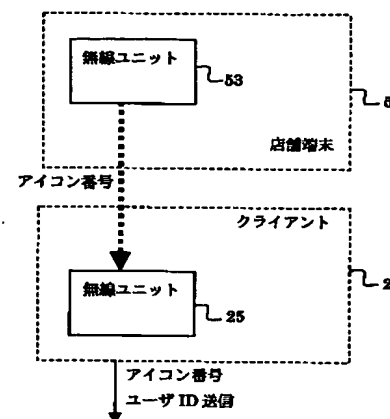 無線ユニット
53
5
店舗端末
アイコン番号
クライアント
無線ユニット
2
25
アイコン番号
ユーザID送信